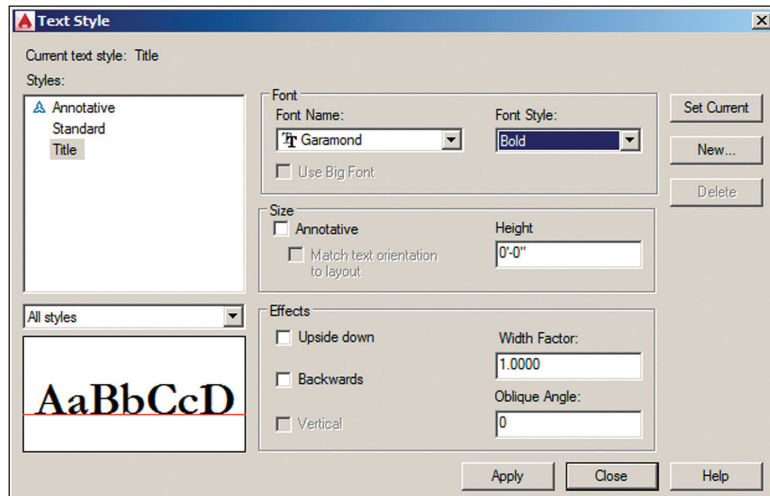 Text Style
Current text style: Title
Styles:
Annotative
Standard
Title
All styles
AaBbCcD
Font
Font Name:
Garamond
Use Big Font
Font Style:
Bold
Size
Annotative
Match text orientation
to layout
Height
0'-0"
Effects
Upside down
Backwards
Vertical
Width Factor:
1.0000
Oblique Angle:
0
Set Current
New...
Delete
Apply
Close
Help